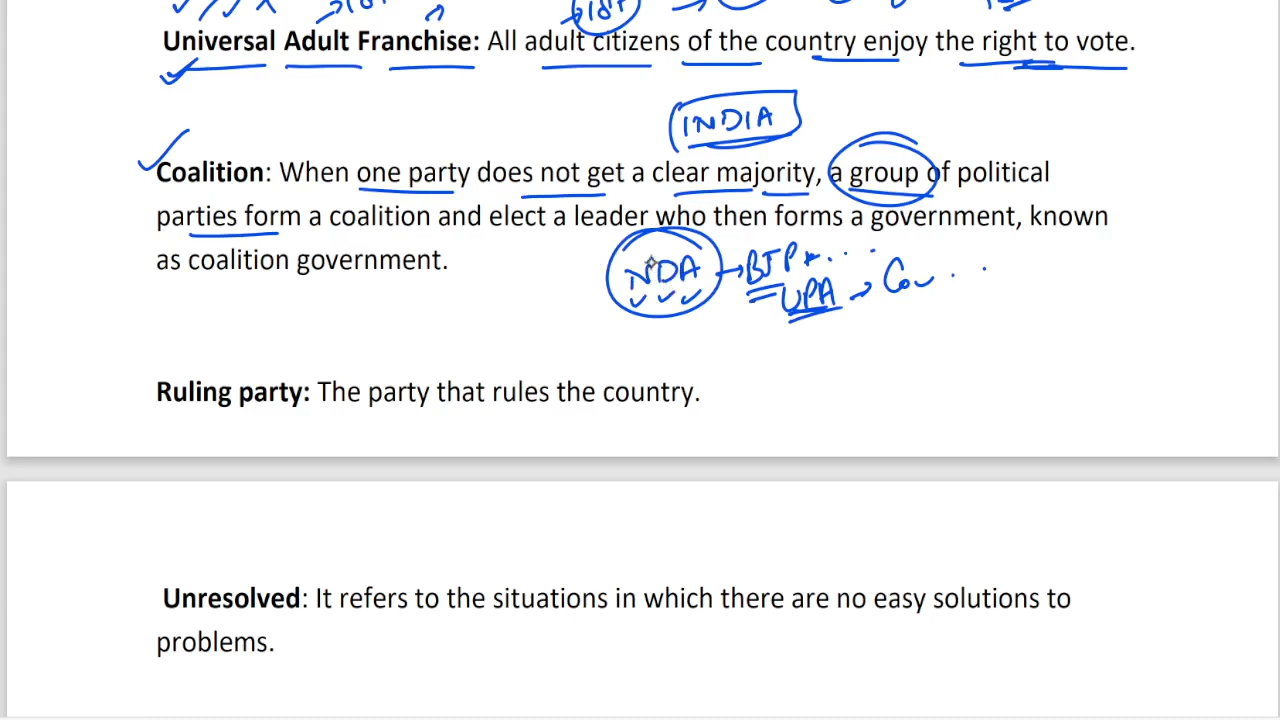 Universal Adult Franchise: All adult citizens of the country enjoy the right to vote.
INDIA
Coalition: When one party does not get a clear majority, a group of political
parties form a coalition and elect a leader who then forms a government, known
as coalition government.
NDA → BJP
UPA →
Ruling party: The party that rules the country.
Unresolved: It refers to the situations in which there are no easy solutions to
problems.